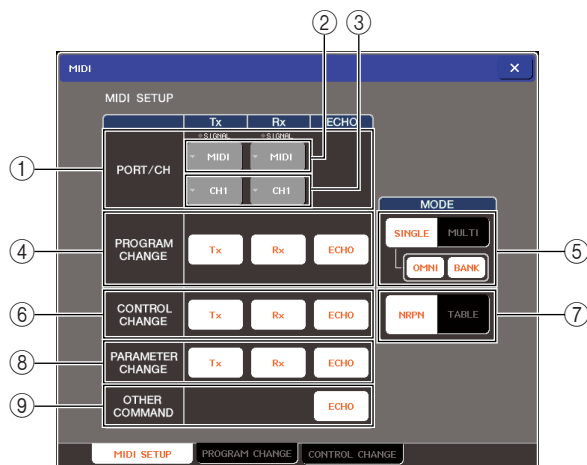 ② ③
MIDI ×
MIDI SETUP
Tx Rx ECHO
SIGNAL SIGNAL
① PORT/CH MIDI MIDI
CH1 CH1
MODE
④ PROGRAM CHANGE Tx Rx ECHO SINGLE MULTI ⑤
OMNI BANK
⑥ CONTROL CHANGE Tx Rx ECHO NRPN TABLE ⑦
⑧ PARAMETER CHANGE Tx Rx ECHO
⑨ OTHER COMMAND ECHO
MIDI SETUP PROGRAM CHANGE CONTROL CHANGE